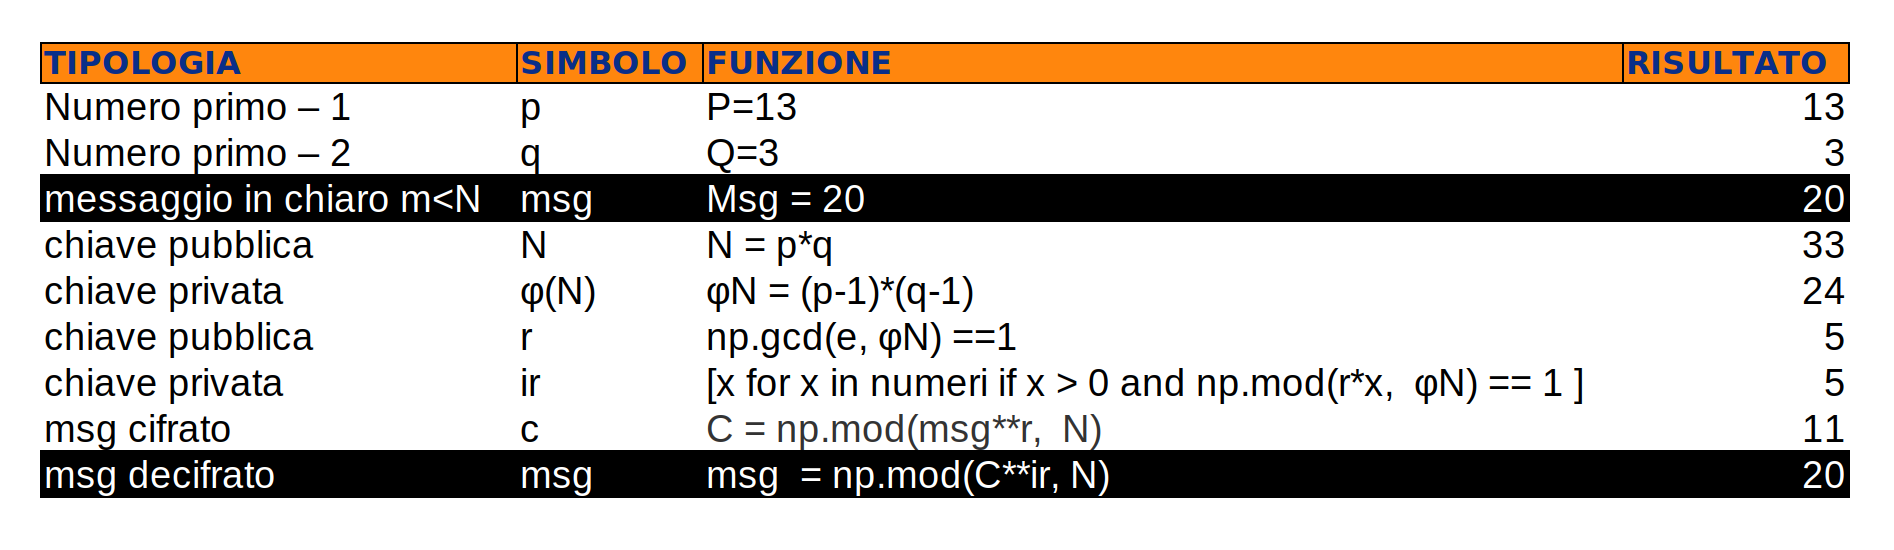 TIPOLOGIA SIMBOLO FUNZIONE RISULTATO
Numero primo – 1 p P=13 13
Numero primo – 2 q Q=3 3
messaggio in chiaro m<N msg Msg = 20 20
chiave pubblica N N = p*q 33
chiave privata φ(N) φN = (p-1)*(q-1) 24
chiave pubblica r np.gcd(e, φN) ==1 5
chiave privata ir [x for x in numeri if x > 0 and np.mod(r*x,  φN) == 1 ] 5
msg cifrato c C = np.mod(msg**r,  N) 11
msg decifrato msg msg  = np.mod(C**ir, N) 20